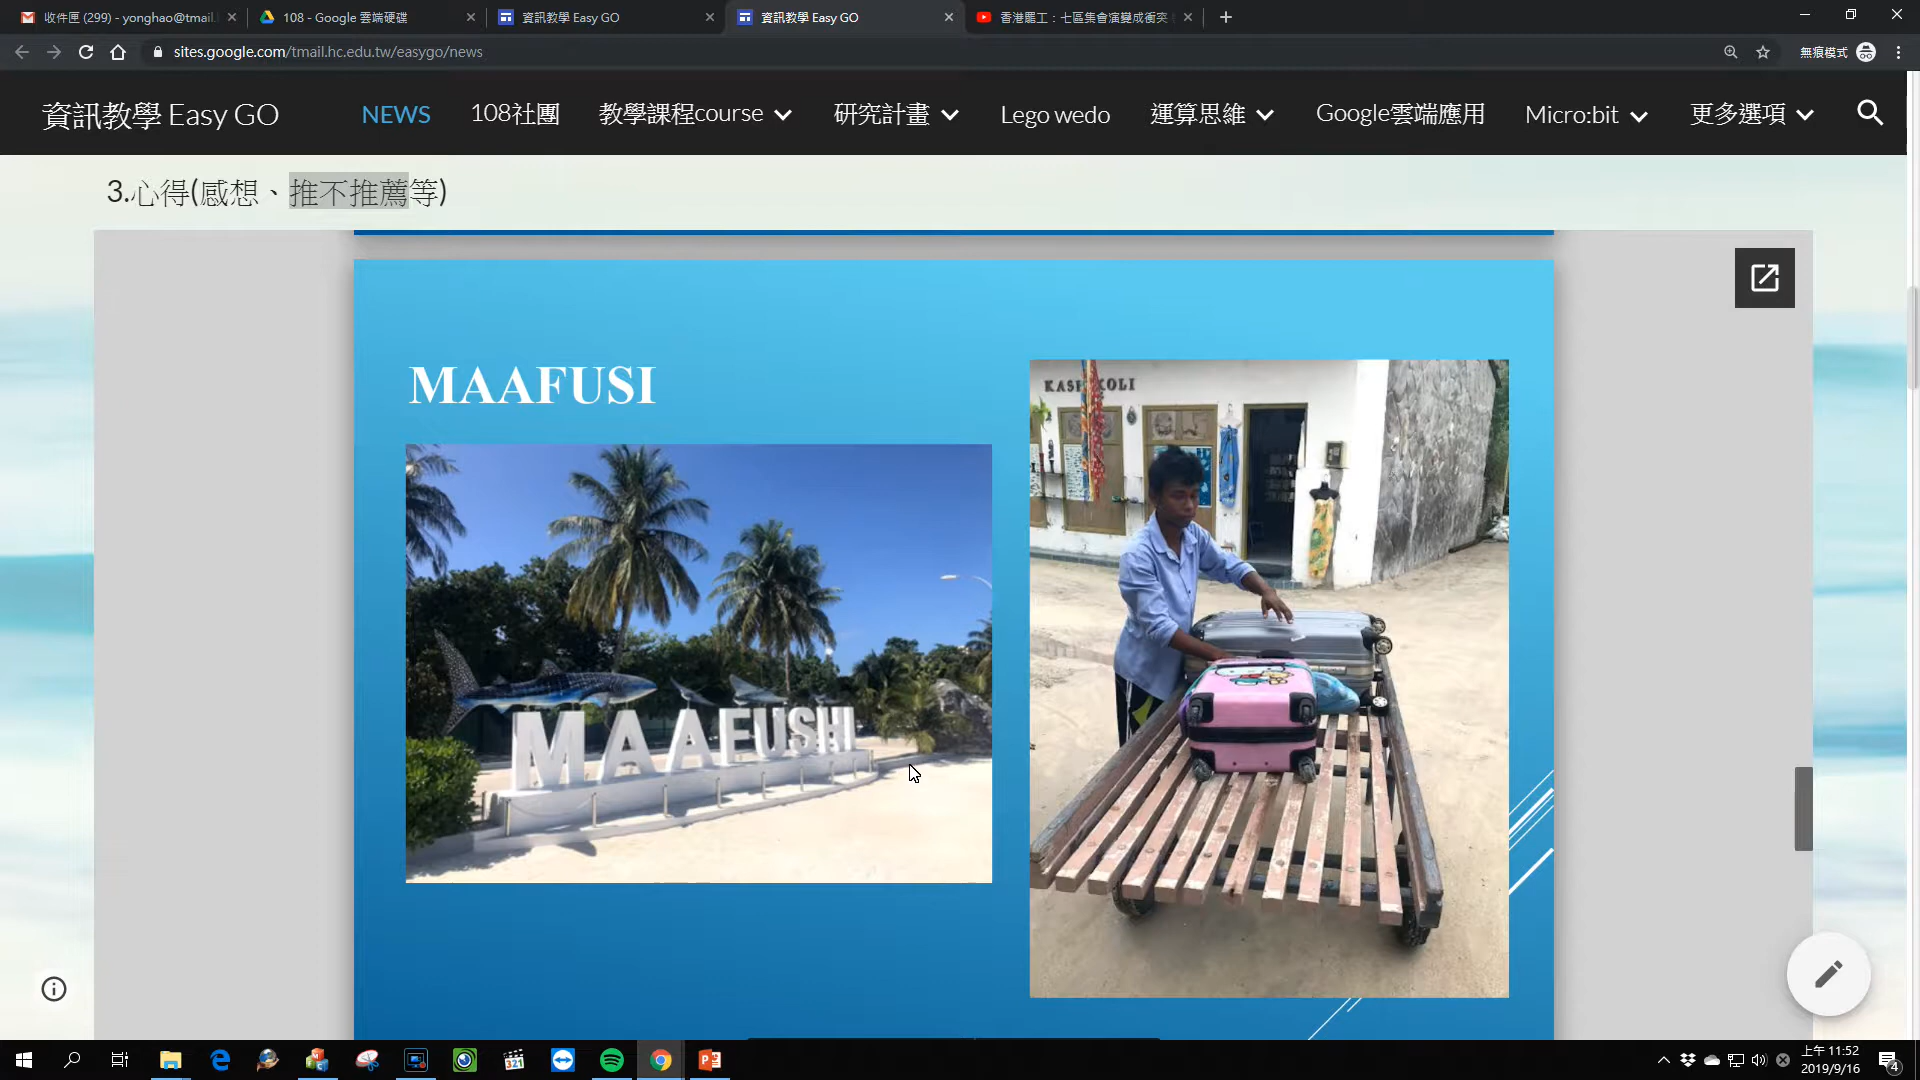 收件匣 (299) - yonghao@tmail.
108 - Google 雲端硬碟
資訊教學 Easy GO
資訊教學 Easy GO
香港罷工：七區集會演變成衝突
sites.google.com/tmail.hc.edu.tw/easygo/news
無痕模式
資訊教學 Easy GO
NEWS
108社團
教學課程course
研究計畫
Lego wedo
運算思維
Google雲端應用
Micro:bit
更多選項
3.心得(感想、推不推薦等)
MAAFUSI
MAAFUSHI
上午 11:52
2019/9/16
321
4